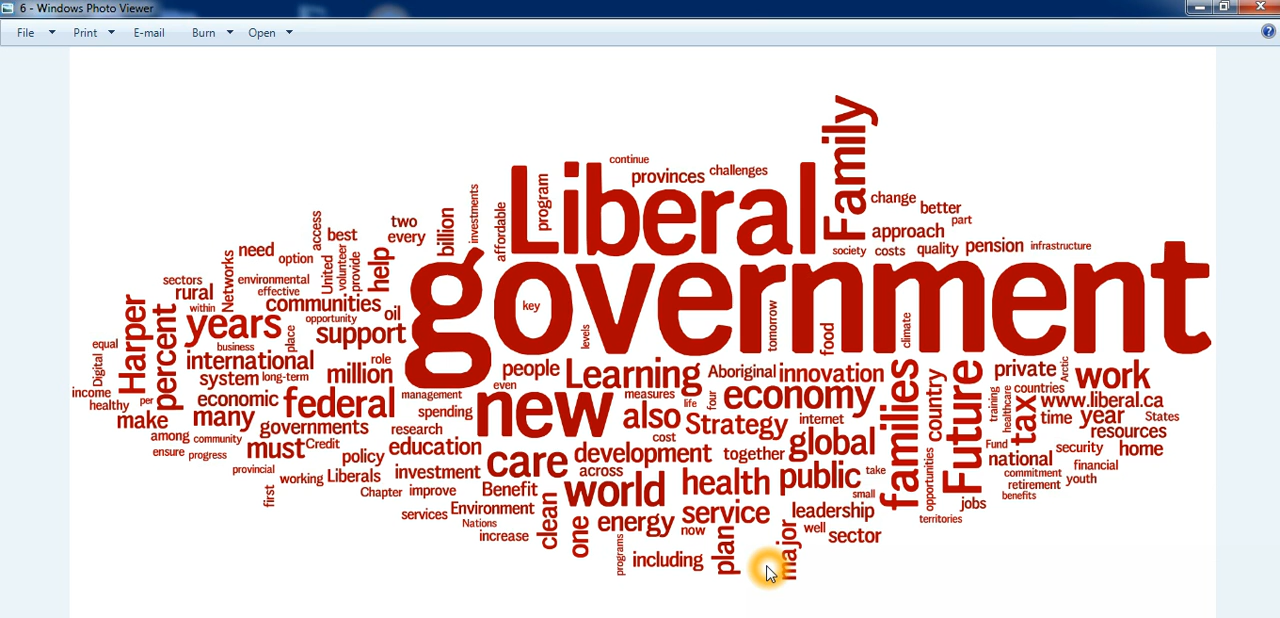 6 - Windows Photo Viewer
File Print E-mail Burn Open
continue
provinces challenges
Family
Liberal
program
affordable
investments
billion
two
every
change
better
part
approach
society costs quality pension infrastructure
access
best
need
option
United
volunteer
provide
help
Networks
sectors
environmental
effective
rural
within
communities
oil
opportunity
government
key
levels
tomorrow
food
climate
Harper
percent
years
place
support
business
equal
Digital
international
role
system long-term
million
income
healthy
per
economic
federal
management
make
many
governments
spending
among
community
research
must
Credit
ensure
progress
policy
education
provincial
working
Liberals
investment
first
Chapter
improve
Benefit
people
even
Learning
Aboriginal
innovation
measures
life
four
economy
new
also
Strategy
internet
cost
care
development
together
global
across
world
health
public
take
small
families
country
Future
private
Arctic
work
training
healthcare
countries
tax
www.liberal.ca
time
year
States
resources
Fund
security
home
national
financial
commitment
youth
retirement
benefits
opportunities
jobs
territories
services
Environment
Nations
increase
clean
one
energy
now
service
leadership
well
sector
major
plan
programs
including